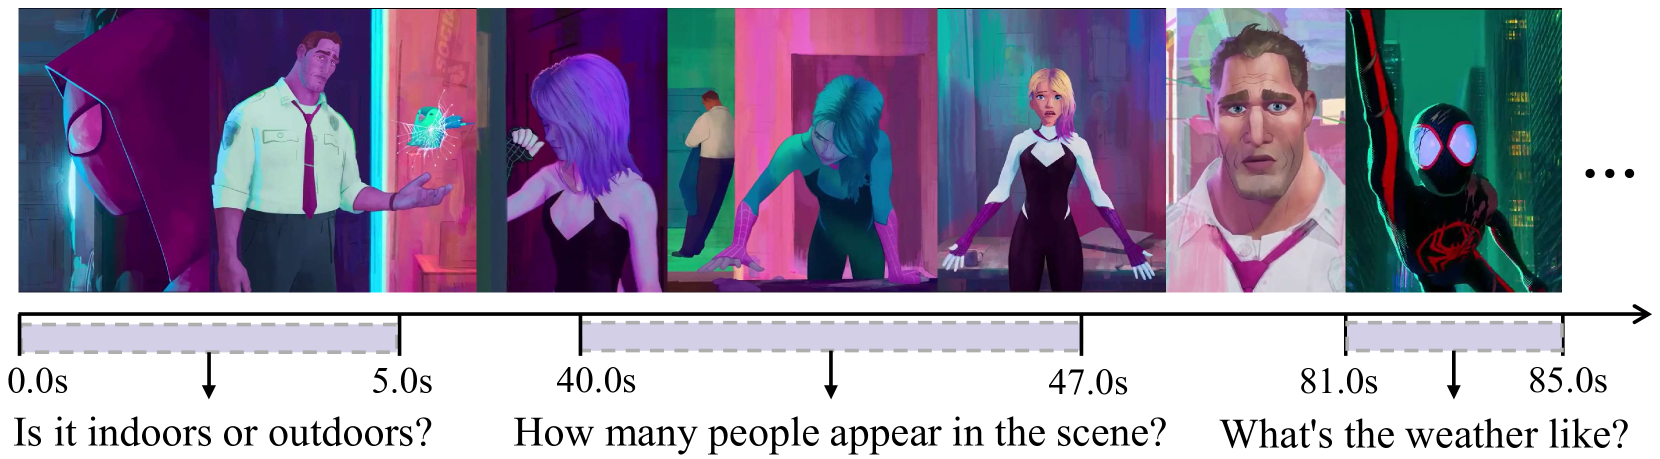 ...
0.0s 5.0s 40.0s 47.0s 81.0s 85.0s
Is it indoors or outdoors? How many people appear in the scene? What's the weather like?